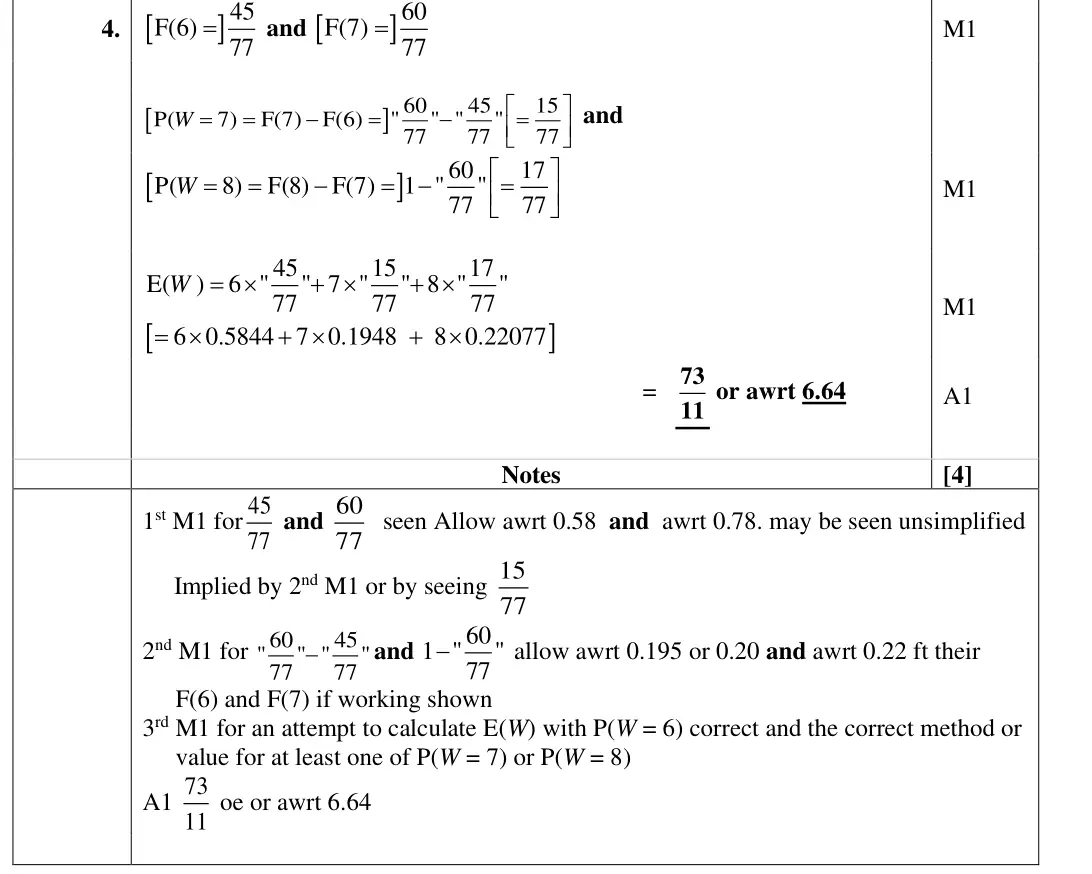 4. [F(6) =] 45/77 and [F(7) =] 60/77 M1
[P(W = 7) = F(7) − F(6) =] "60/77" − "45/77" [= 15/77] and
[P(W = 8) = F(8) − F(7) =] 1 − "60/77" [= 17/77] M1
E(W) = 6 × "45/77" + 7 × "15/77" + 8 × "17/77"
M1
[= 6 × 0.5844 + 7 × 0.1948 + 8 × 0.22077]
= 73/11 or awrt 6.64 A1
Notes [4]
1st M1 for 45/77 and 60/77 seen Allow awrt 0.58 and awrt 0.78. may be seen unsimplified
Implied by 2nd M1 or by seeing 15/77
2nd M1 for "60/77" − "45/77" and 1 − "60/77" allow awrt 0.195 or 0.20 and awrt 0.22 ft their
F(6) and F(7) if working shown
3rd M1 for an attempt to calculate E(W) with P(W = 6) correct and the correct method or
value for at least one of P(W = 7) or P(W = 8)
A1 73/11 oe or awrt 6.64